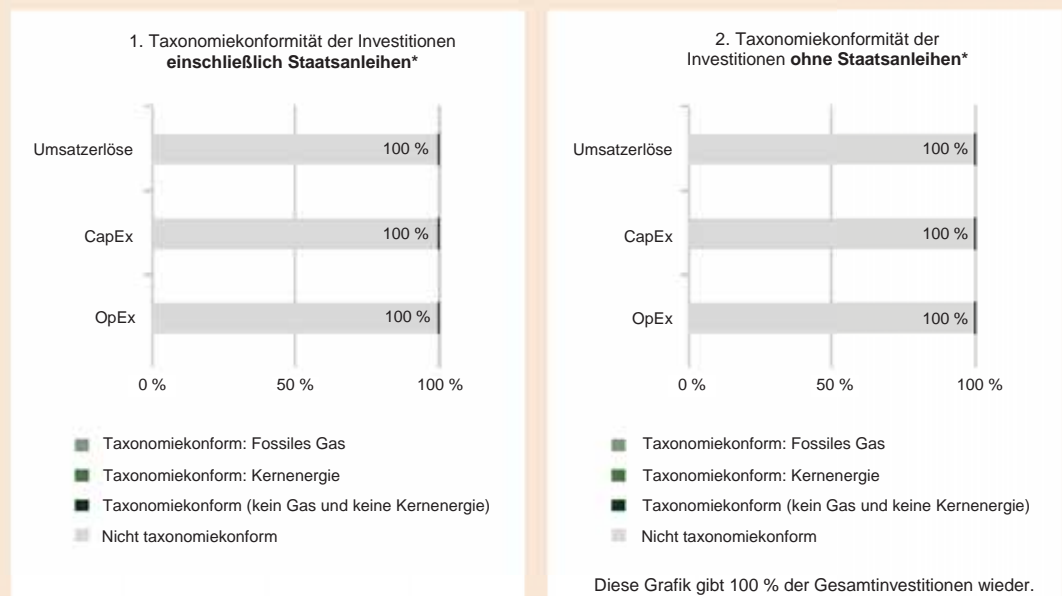 1. Taxonomiekonformität der Investitionen
einschließlich Staatsanleihen*
Umsatzerlöse
100 %
CapEx
100 %
OpEx
100 %
0 %
50 %
100 %
Taxonomiekonform: Fossiles Gas
Taxonomiekonform: Kernenergie
Taxonomiekonform (kein Gas und keine Kernenergie)
Nicht taxonomiekonform
2. Taxonomiekonformität der
Investitionen ohne Staatsanleihen*
Umsatzerlöse
100 %
CapEx
100 %
OpEx
100 %
0 %
50 %
100 %
Taxonomiekonform: Fossiles Gas
Taxonomiekonform: Kernenergie
Taxonomiekonform (kein Gas und keine Kernenergie)
Nicht taxonomiekonform
Diese Grafik gibt 100 % der Gesamtinvestitionen wieder.